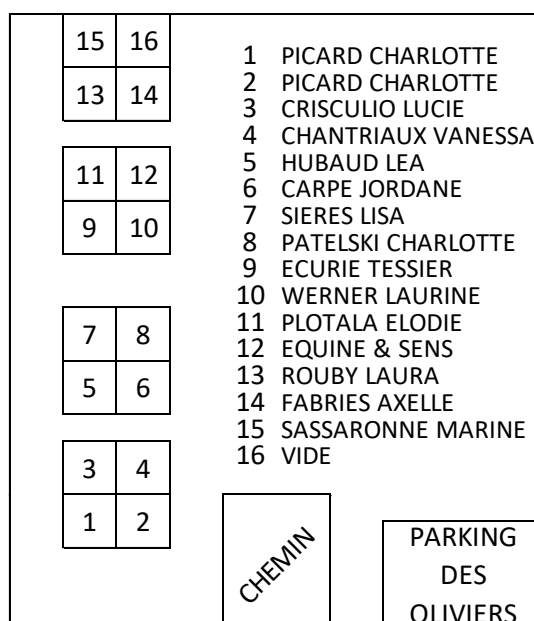 15 16
13 14
11 12
9 10
7 8
5 6
3 4
1 2
1 PICARD CHARLOTTE
2 PICARD CHARLOTTE
3 CRISCULIO LUCIE
4 CHANTRIAUX VANESSA
5 HUBAUD LEA
6 CARPE JORDANE
7 SIERES LISA
8 PATELSKI CHARLOTTE
9 ECURIE TESSIER
10 WERNER LAURINE
11 PLOTALA ELODIE
12 EQUINE & SENS
13 ROUBY LAURA
14 FABRIES AXELLE
15 SASSARONNE MARINE
16 VIDE
CHEMIN
PARKING
DES
OLIVIERS